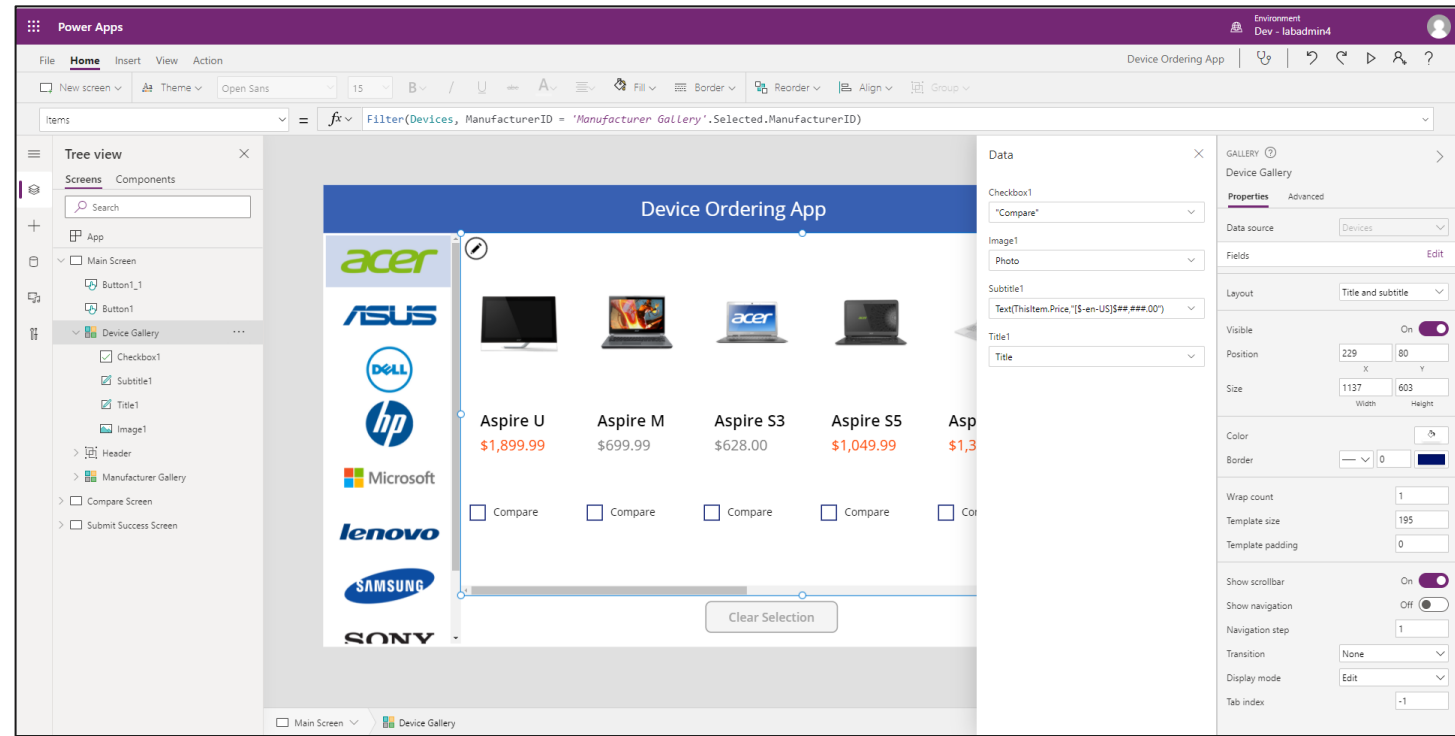 Power Apps
Environment
Dev - labadmin4
File Home Insert View Action
Device Ordering App
New screen Theme Open Sans 15 B / U abc A Fill Border Reorder Align Group
Items = fx Filter(Devices, ManufacturerID = 'Manufacturer Gallery'.Selected.ManufacturerID)
Tree view
Screens Components
Search
App
Main Screen
Button1_1
Button1
Device Gallery ...
Checkbox1
Subtitle1
Title1
Image1
Header
Manufacturer Gallery
Compare Screen
Submit Success Screen
Device Ordering App
acer
ASUS
DELL
hp
Microsoft
lenovo
SAMSUNG
SONY
acer
Aspire U Aspire M Aspire S3 Aspire S5 Asp
$1,899.99 $699.99 $628.00 $1,049.99 $1,3
Compare Compare Compare Compare Co
Clear Selection
Main Screen Device Gallery
Data
Checkbox1
"Compare"
Image1
Photo
Subtitle1
Text(ThisItem.Price,"[$-en-US]$##,###.00")
Title1
Title
GALLERY ?
Device Gallery
Properties Advanced
Data source Devices
Fields Edit
Layout Title and subtitle
Visible On
Position 229 80
X Y
Size 1137 603
Width Height
Color
Border 0
Wrap count 1
Template size 195
Template padding 0
Show scrollbar On
Show navigation Off
Navigation step 1
Transition None
Display mode Edit
Tab index -1